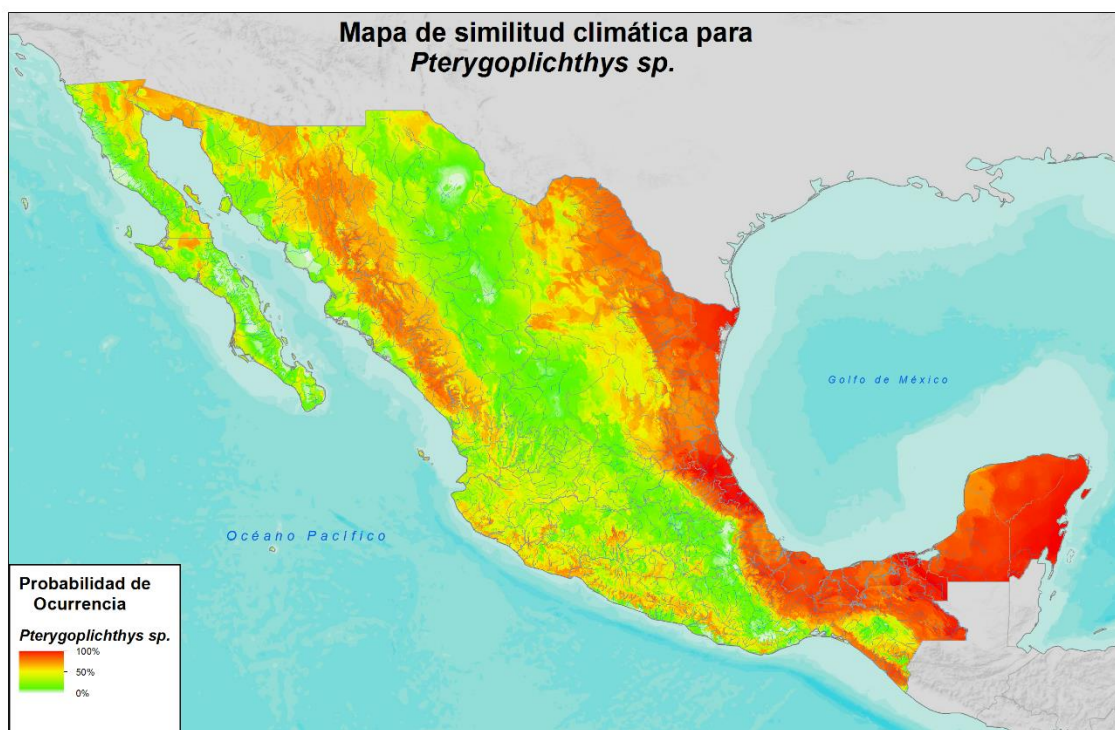 Mapa de similitud climática para
Pterygoplichthys sp.
Golfo de México
Océano Pacífico
Probabilidad de
Ocurrencia
Pterygoplichthys sp.
100%
50%
0%